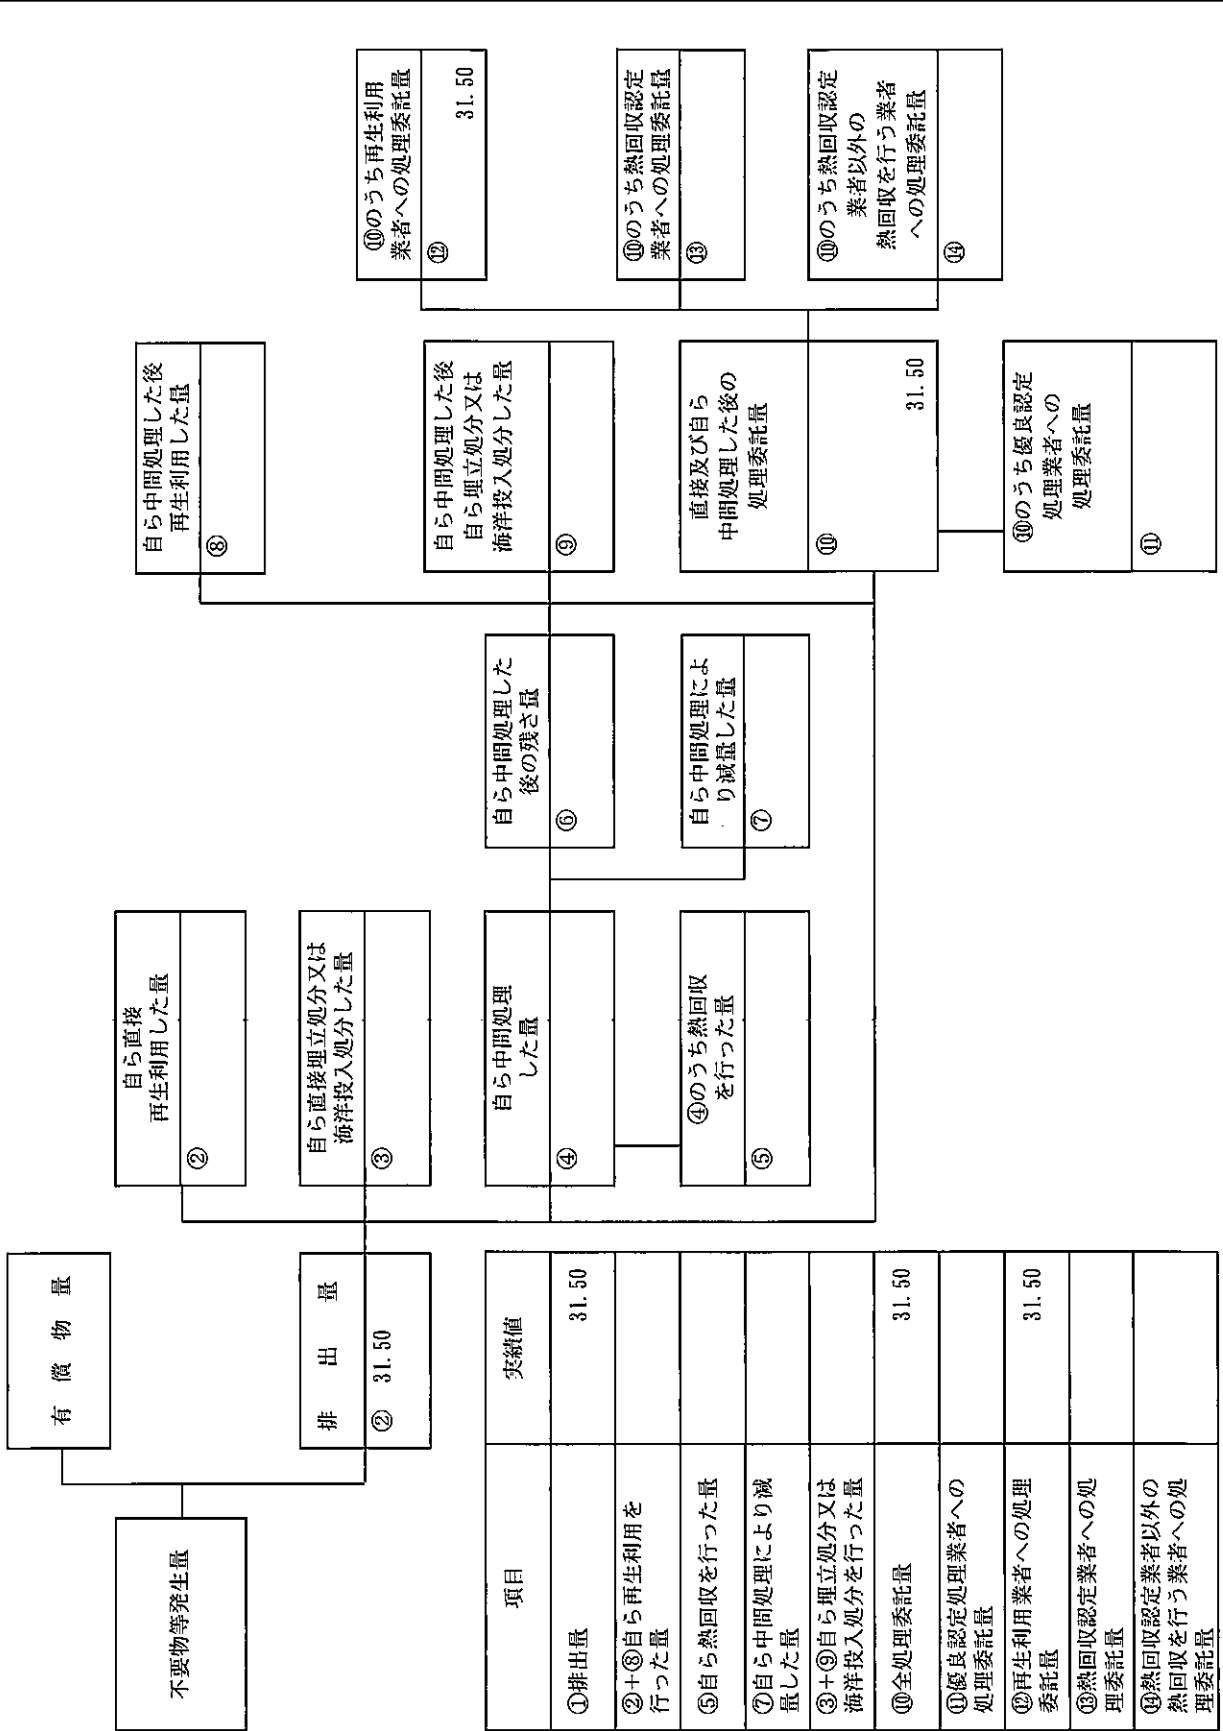 不要物等発生量
有償物量
排出量
② 31.50
自ら直接
再生利用した量
②
自ら直接埋立処分又は
海洋投入処分した量
③
自ら中間処理
した量
④
④のうち熱回収
を行った量
⑤
自ら中間処理した
後の残さ量
⑥
自ら中間処理によ
り減量した量
⑦
自ら中間処理した後
再生利用した量
⑧
自ら中間処理した後
自ら埋立処分又は
海洋投入処分した量
⑨
直接及び自ら
中間処理した後の
処理委託量
⑩
31.50
⑩のうち優良認定
処理業者への
処理委託量
⑪
⑩のうち再生利用
業者への処理委託量
⑫
31.50
⑩のうち熱回収認定
業者への処理委託量
⑬
⑩のうち熱回収認定
業者以外の
熱回収を行う業者
への処理委託量
⑭
項目 実績値
①排出量 31.50
②+⑧自ら再生利用を
行った量
⑤自ら熱回収を行った量
⑦自ら中間処理により減
量した量
③+⑨自ら埋立処分又は
海洋投入処分を行った量
⑩全処理委託量 31.50
⑪優良認定処理業者への
処理委託量
⑫再生利用業者への処理
委託量 31.50
⑬熱回収認定業者への処
理委託量
⑭熱回収認定業者以外の
熱回収を行う業者への処
理委託量